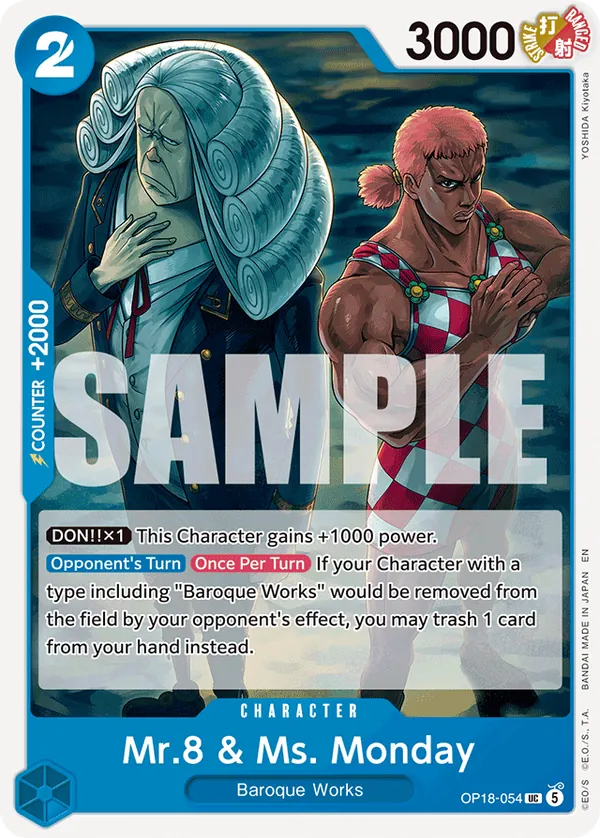 2
3000
STRIKE 打
射 RANGED
YOSHIDA Kiyotaka
COUNTER +2000
SAMPLE
DON!!×1 This Character gains +1000 power.
Opponent's Turn Once Per Turn If your Character with a
type including "Baroque Works" would be removed from
the field by your opponent's effect, you may trash 1 card
from your hand instead.
CHARACTER
Mr.8 & Ms. Monday
Baroque Works
OP18-054 UC 5
©EO/S ©E.O./S., T.A. BANDAI MADE IN JAPAN EN